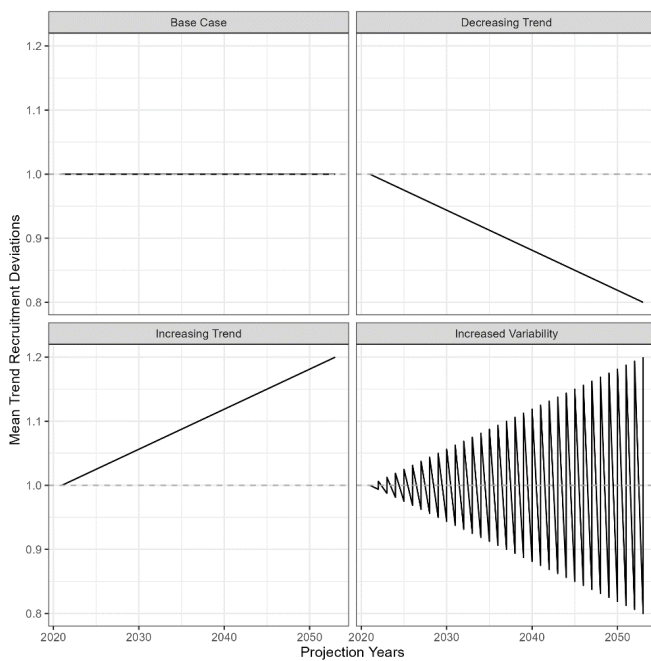 Base Case
Decreasing Trend
1.2
1.1
1.0
0.9
0.8
Increasing Trend
Increased Variability
1.2
1.1
1.0
0.9
0.8
2020 2030 2040 2050 2020 2030 2040 2050
Projection Years
Mean Trend Recruitment Deviations